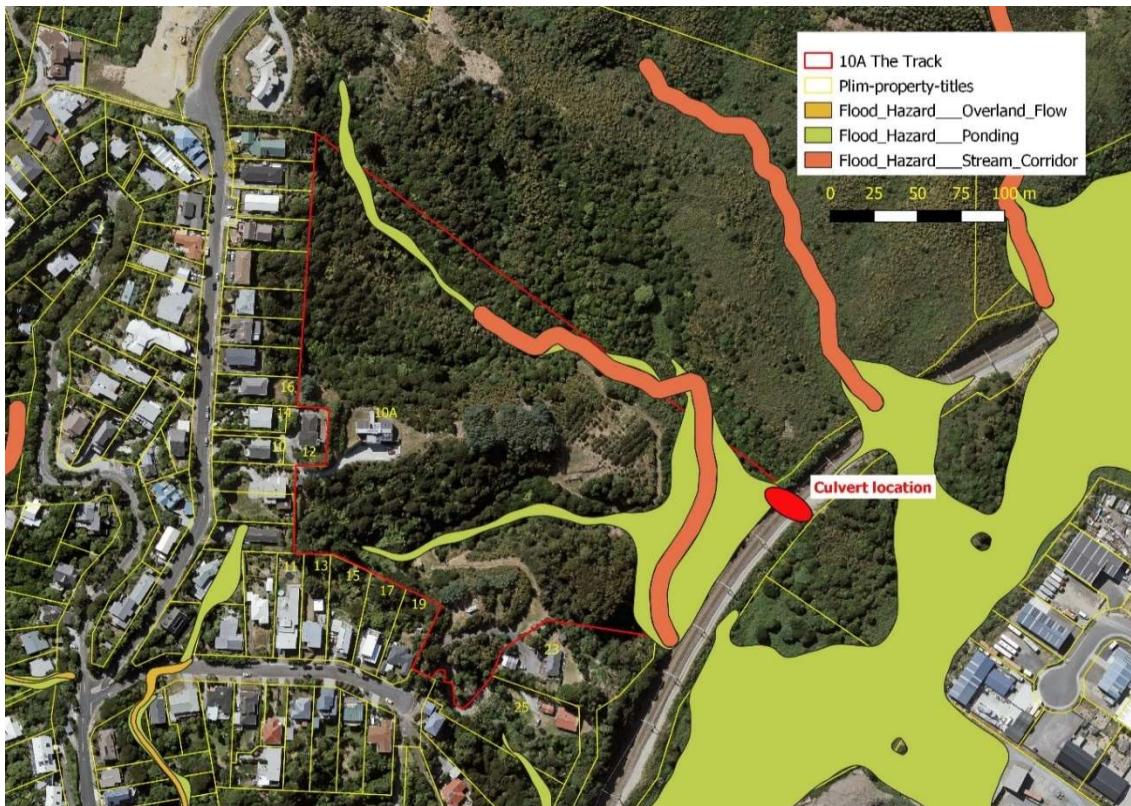 10A The Track
Plim-property-titles
Flood_Hazard___Overland_Flow
Flood_Hazard___Ponding
Flood_Hazard___Stream_Corridor
0 25 50 75 100 m
16
14
10A
12
Culvert location
11
13
15
17
19
23
25